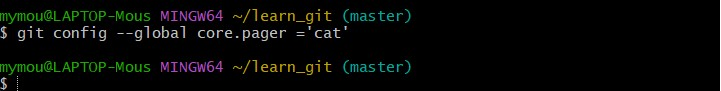 mymou@LAPTOP-Mous MINGW64 ~/learn_git (master)
$ git config --global core.pager ='cat'
mymou@LAPTOP-Mous MINGW64 ~/learn_git (master)
$